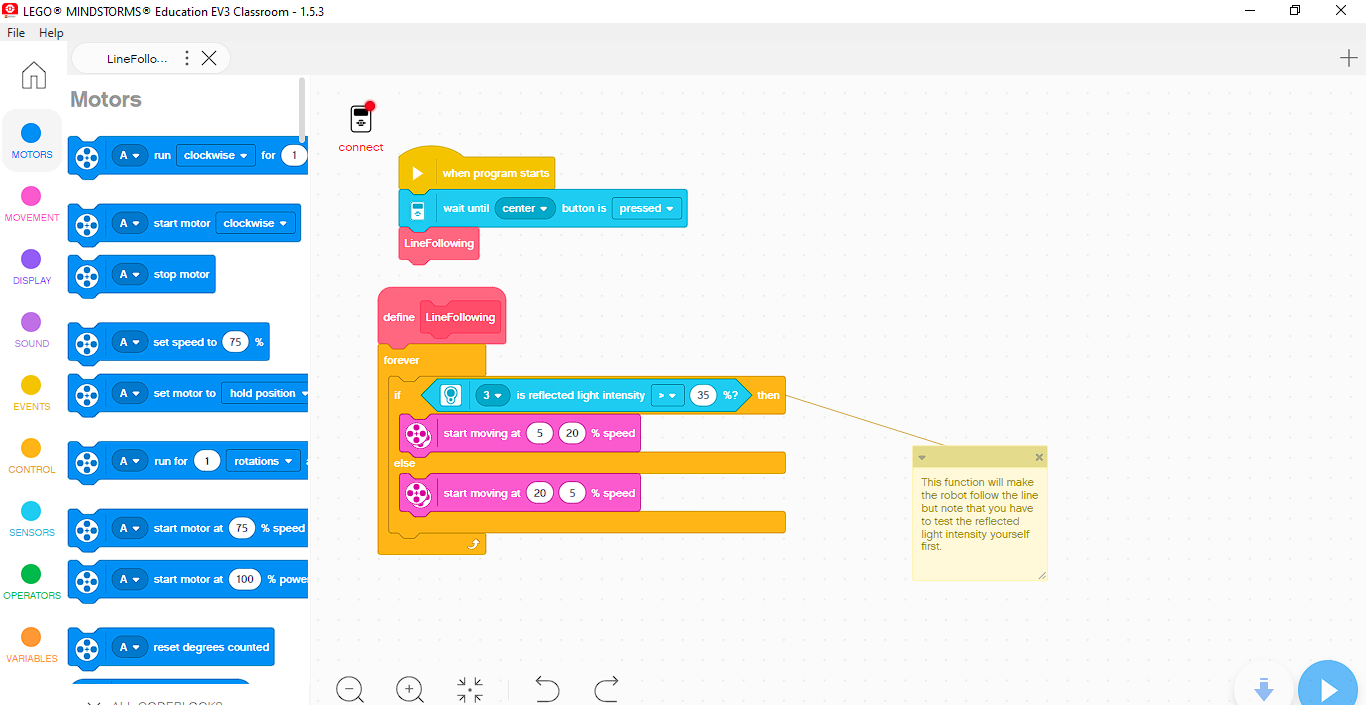 LEGO® MINDSTORMS® Education EV3 Classroom - 1.5.3
File Help
LineFollo...
Motors
MOTORS
MOVEMENT
DISPLAY
SOUND
EVENTS
CONTROL
SENSORS
OPERATORS
VARIABLES
A run clockwise for 1
A start motor clockwise
A stop motor
A set speed to 75 %
A set motor to hold position
A run for 1 rotations
A start motor at 75 % speed
A start motor at 100 % powe
A reset degrees counted
connect
when program starts
wait until center button is pressed
LineFollowing
define LineFollowing
forever
if 3 is reflected light intensity > 35 %? then
start moving at 5 20 % speed
else
start moving at 20 5 % speed
This function will make
the robot follow the line
but note that you have
to test the reflected
light intensity yourself
first.